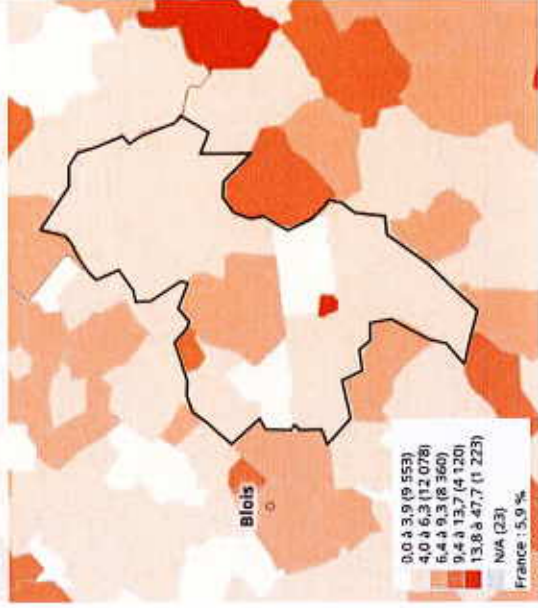 Blois
0,0 à 3,9 (9 553)
4,0 à 6,3 (12 078)
6,4 à 9,3 (8 360)
9,4 à 13,7 (4 120)
13,8 à 47,7 (1 223)
N/A (23)
France : 5,9 %